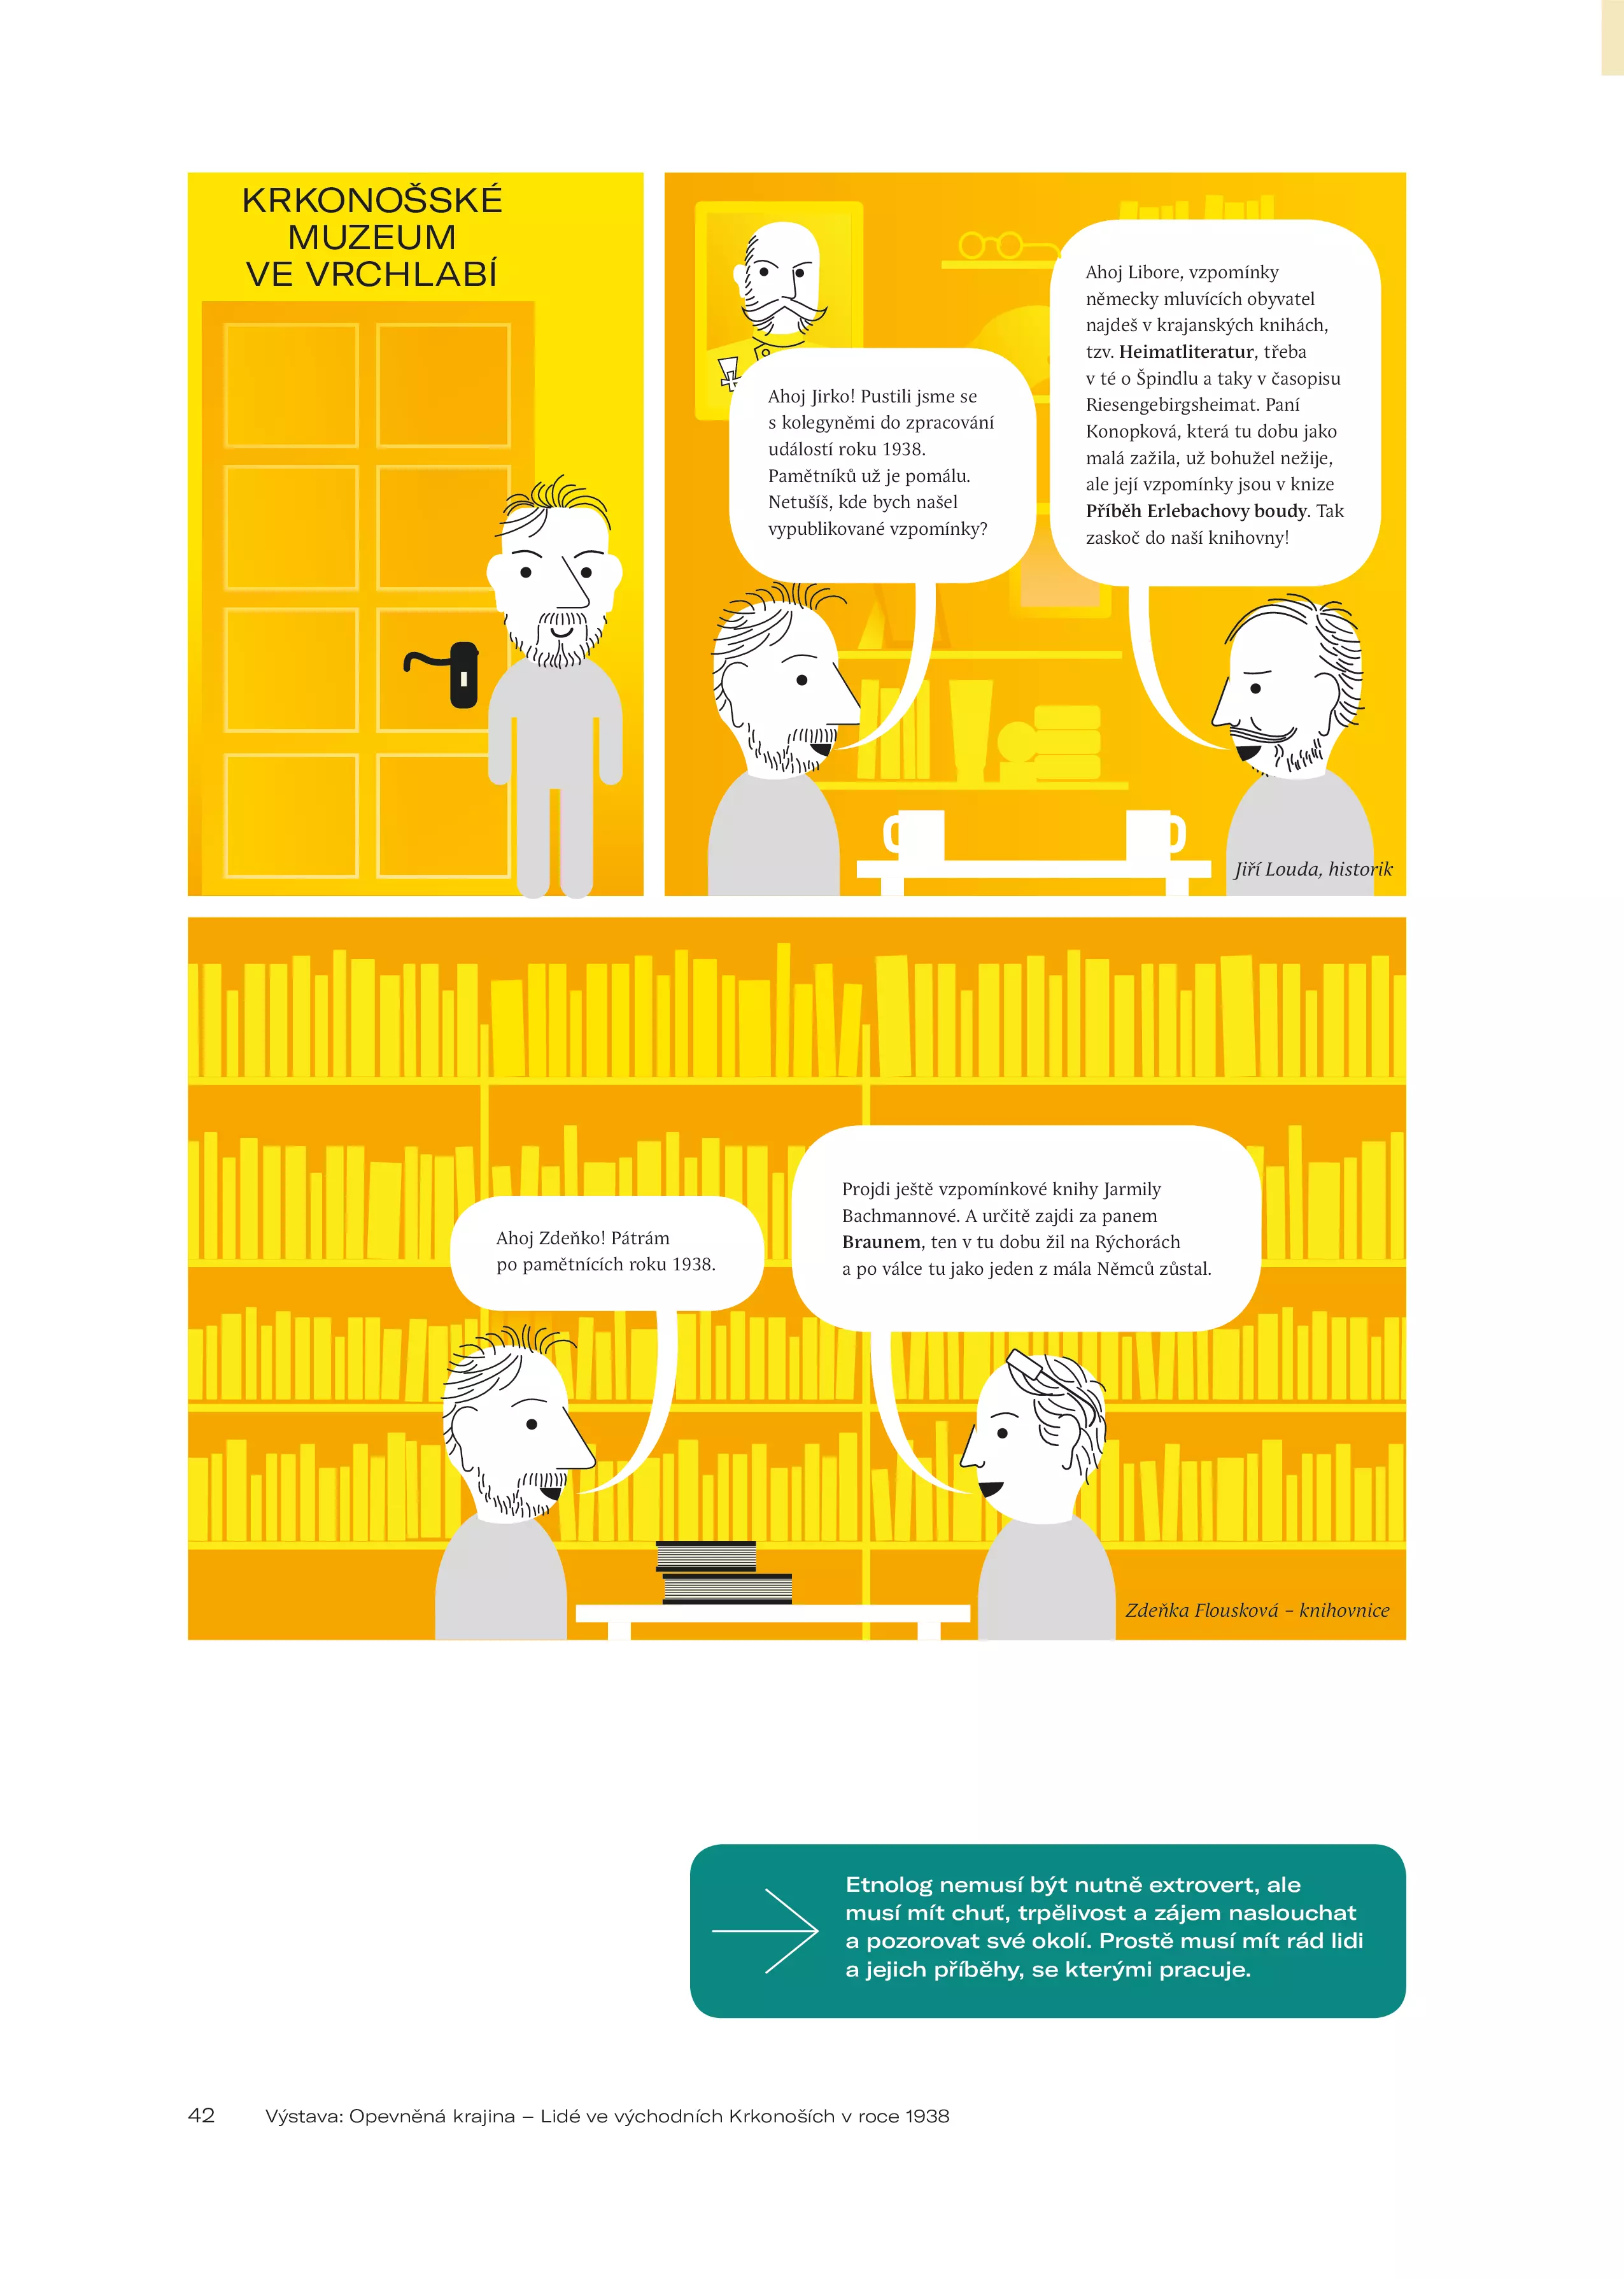 KRKONOŠSKÉ
MUZEUM
VE VRCHLABÍ
Ahoj Jirko! Pustili jsme se
s kolegyněmi do zpracování
událostí roku 1938.
Pamětníků už je pomálu.
Netušíš, kde bych našel
vypublikované vzpomínky?
Ahoj Libore, vzpomínky
německy mluvících obyvatel
najdeš v krajanských knihách,
tzv. Heimatliteratur, třeba
v té o Špindlu a taky v časopisu
Riesengebirgsheimat. Paní
Konopková, která tu dobu jako
malá zažila, už bohužel nežije,
ale její vzpomínky jsou v knize
Příběh Erlebachovy boudy. Tak
zaskoč do naší knihovny!
Jiří Louda, historik
Ahoj Zdeňko! Pátrám
po pamětnících roku 1938.
Projdi ještě vzpomínkové knihy Jarmily
Bachmannové. A určitě zajdi za panem
Braunem, ten v tu dobu žil na Rýchorách
a po válce tu jako jeden z mála Němců zůstal.
Zdeňka Flousková – knihovnice
Etnolog nemusí být nutně extrovert, ale
musí mít chuť, trpělivost a zájem naslouchat
a pozorovat své okolí. Prostě musí mít rád lidi
a jejich příběhy, se kterými pracuje.
42 Výstava: Opevněná krajina – Lidé ve východních Krkonoších v roce 1938